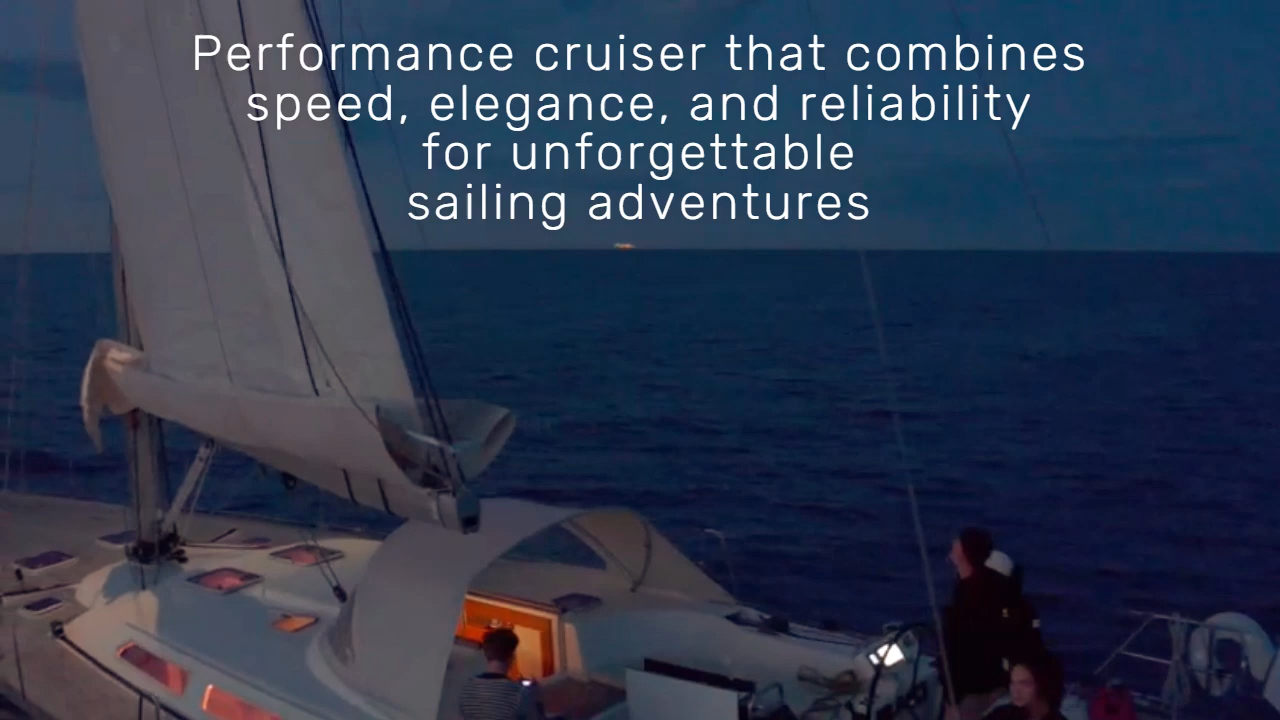 Performance cruiser that combines
speed, elegance, and reliability
for unforgettable
sailing adventures